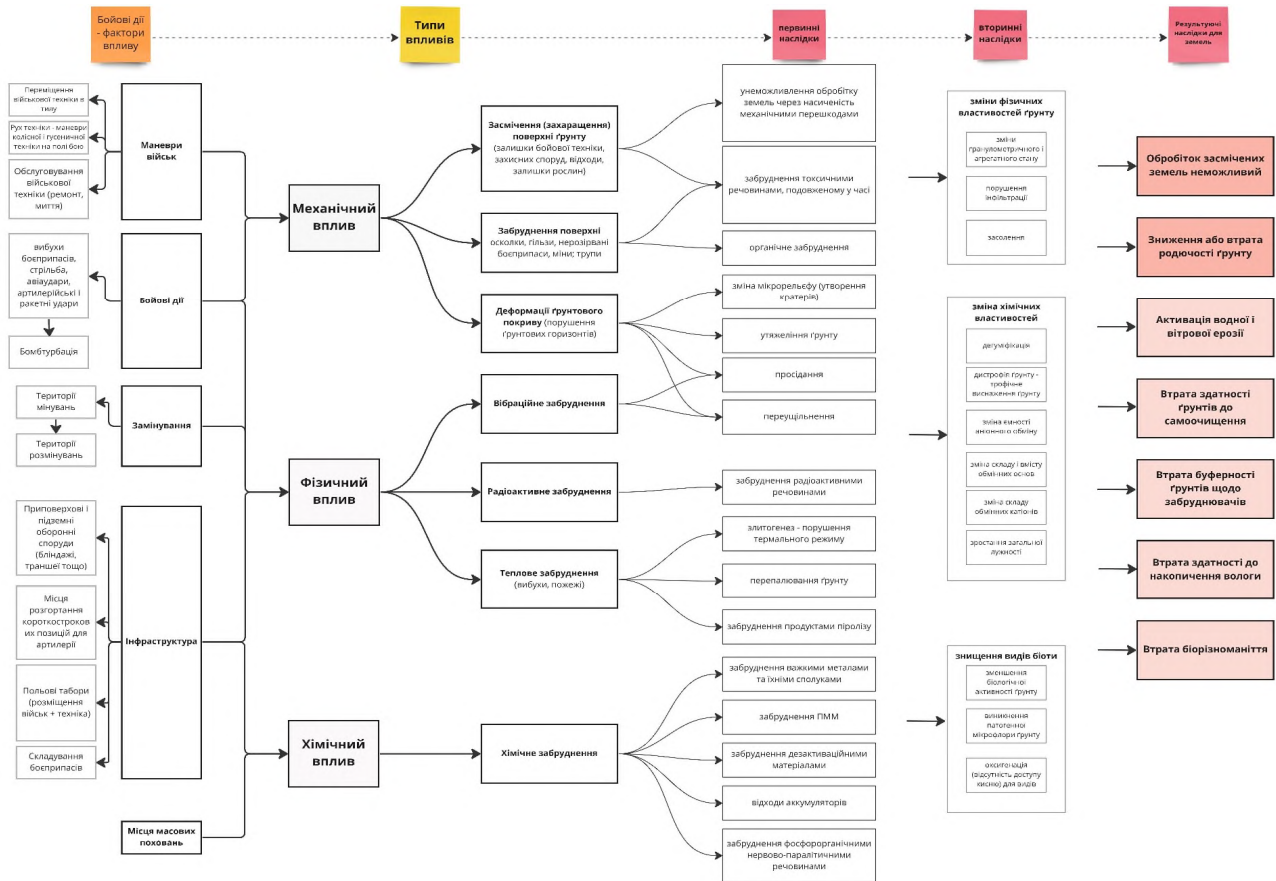 Бойові дії
- фактори
впливу
Типи
впливів
первинні
наслідки
вторинні
наслідки
Результуючі
наслідки для
земель
Переміщення
військової техніки в
тилу
Рух техніки - маневри
колісної і гусеничної
техніки на полі бою
Обслуговування
військової техніки
(ремонт,
миття)
Маневри
військ
вибухи
боєприпасів,
стрільба,
авіаудари,
артилерійські і
ракетні удари
Бомбтурбація
Бойові дії
Території
мінувань
Території
розмінувань
Замінування
Приповерхові і
підземні
оборонні
споруди
(бліндажі,
траншеї тощо)
Місця
розгортання
короткостроков
их позицій для
артилерії
Польові табори
(розміщення
військ + техніка)
Складування
боєприпасів
Інфраструктура
Місця масових
поховань
Механічний
вплив
Фізичний
вплив
Хімічний
вплив
Засмічення (захаращення)
поверхні ґрунту
(залишки бойової техніки,
захисних споруд, відходи,
залишки рослин)
Забруднення поверхні
осколки, гільзи, нерозірвані
боєприпаси, міни; трупи
Деформації ґрунтового
покриву (порушення
ґрунтових горизонтів)
Вібраційне забруднення
Радіоактивне забруднення
Теплове забруднення
(вибухи, пожежі)
Хімічне забруднення
унеможливлення обробітку
земель через насиченість
механічними перешкодами
забруднення токсичними
речовинами, подовженому у часі
органічне забруднення
зміна мікрорельєфу (утворення
кратерів)
утяжеління ґрунту
просідання
переущільнення
забруднення радіоактивними
речовинами
злитогенез - порушення
термального режиму
перепалювання ґрунту
забруднення продуктами піролізу
забруднення важкими металами
та їхніми сполуками
забруднення ПММ
забруднення дезактиваційними
матеріалами
відходи аккумуляторів
забруднення фосфорорганічними
нервово-паралітичними
речовинами
зміни фізичних
властивостей ґрунту
зміни
гранулометричного і
агрегатного стану
порушення
інфільтрації
засолення
зміна хімічних
властивостей
дегуміфікація
дистрофія ґрунту -
трофічне
виснаження ґрунту
зміна ємності
аніонного обміну
зміна складу і вмісту
обмінних основ
зміна складу
обмінних катіонів
зростання загальної
лужності
знищення видів біоти
зменшення
біологічної
активності ґрунту
виникнення
патогенної
мікрофлори ґрунту
оксигенація
(відсутність доступу
кисню) для видів
Обробіток засмічених
земель неможливий
Зниження або втрата
родючості ґрунту
Активація водної і
вітрової ерозії
Втрата здатності
ґрунтів до
самоочищення
Втрата буферності
ґрунтів щодо
забруднювачів
Втрата здатності до
накопичення вологи
Втрата біорізноманіття